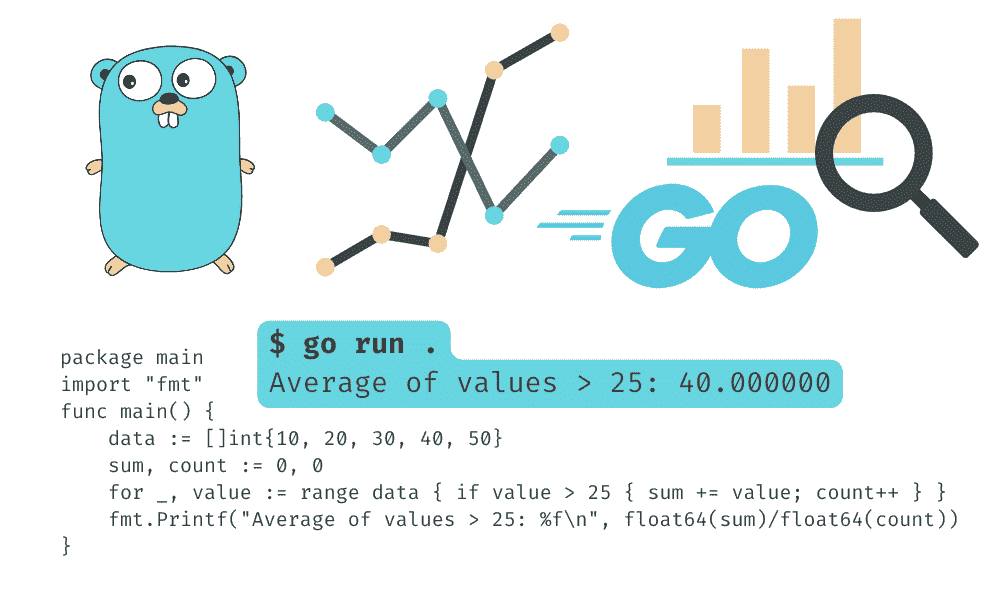 GO
$ go run .
Average of values > 25: 40.000000
package main
import "fmt"
func main() {
    data := []int{10, 20, 30, 40, 50}
    sum, count := 0, 0
    for _, value := range data { if value > 25 { sum += value; count++ } }
    fmt.Printf("Average of values > 25: %f\n", float64(sum)/float64(count))
}